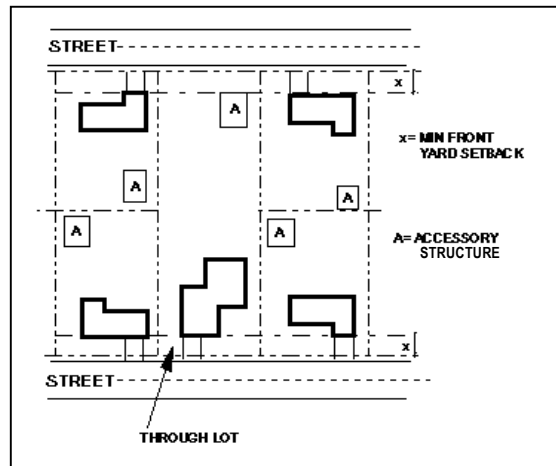 STREET
x
A
x= MIN FRONT
YARD SETBACK
A
A
A
A
A= ACCESSORY
STRUCTURE
x
STREET
THROUGH LOT